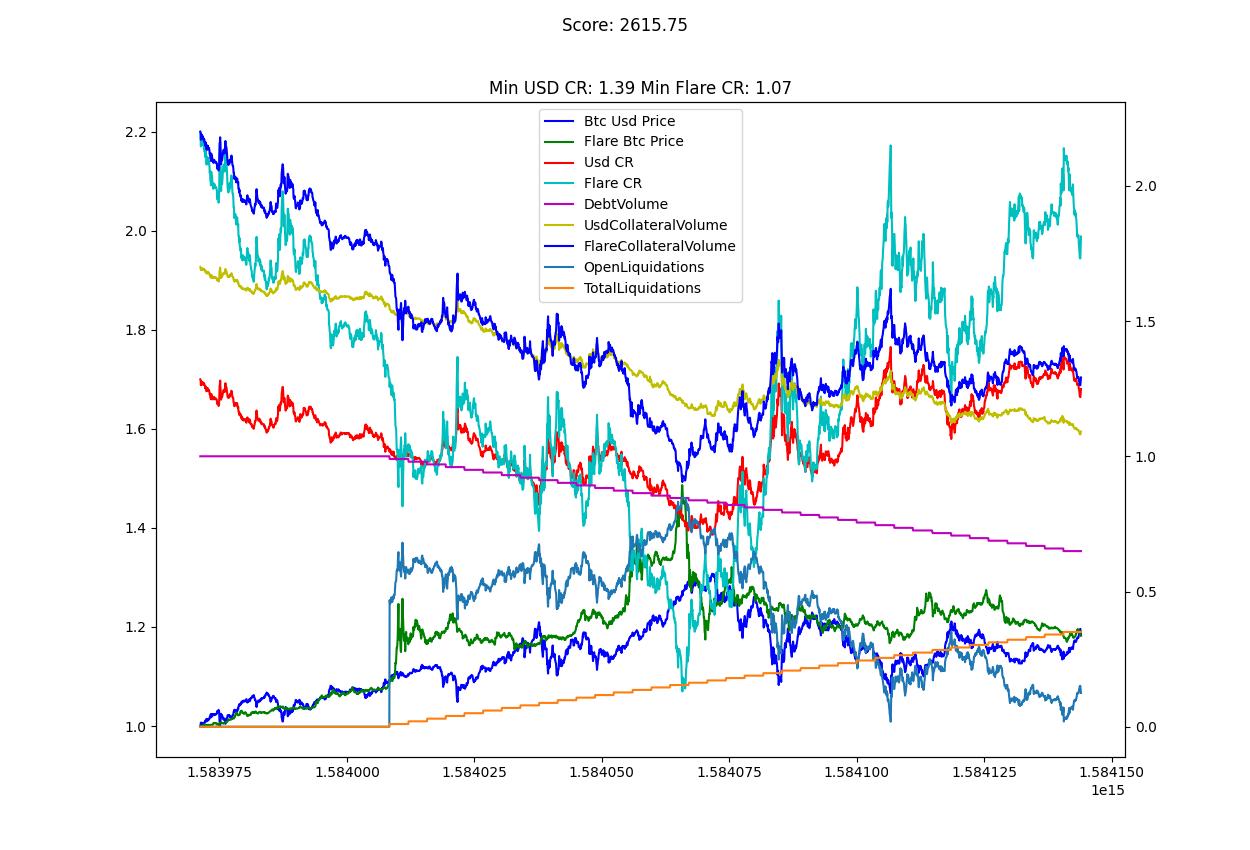 Score: 2615.75
Min USD CR: 1.39 Min Flare CR: 1.07
Btc Usd Price
Flare Btc Price
Usd CR
Flare CR
DebtVolume
UsdCollateralVolume
FlareCollateralVolume
OpenLiquidations
TotalLiquidations
2.2
2.0
1.8
1.6
1.4
1.2
1.0
2.0
1.5
1.0
0.5
0.0
1.583975 1.584000 1.584025 1.584050 1.584075 1.584100 1.584125 1.584150
1e15